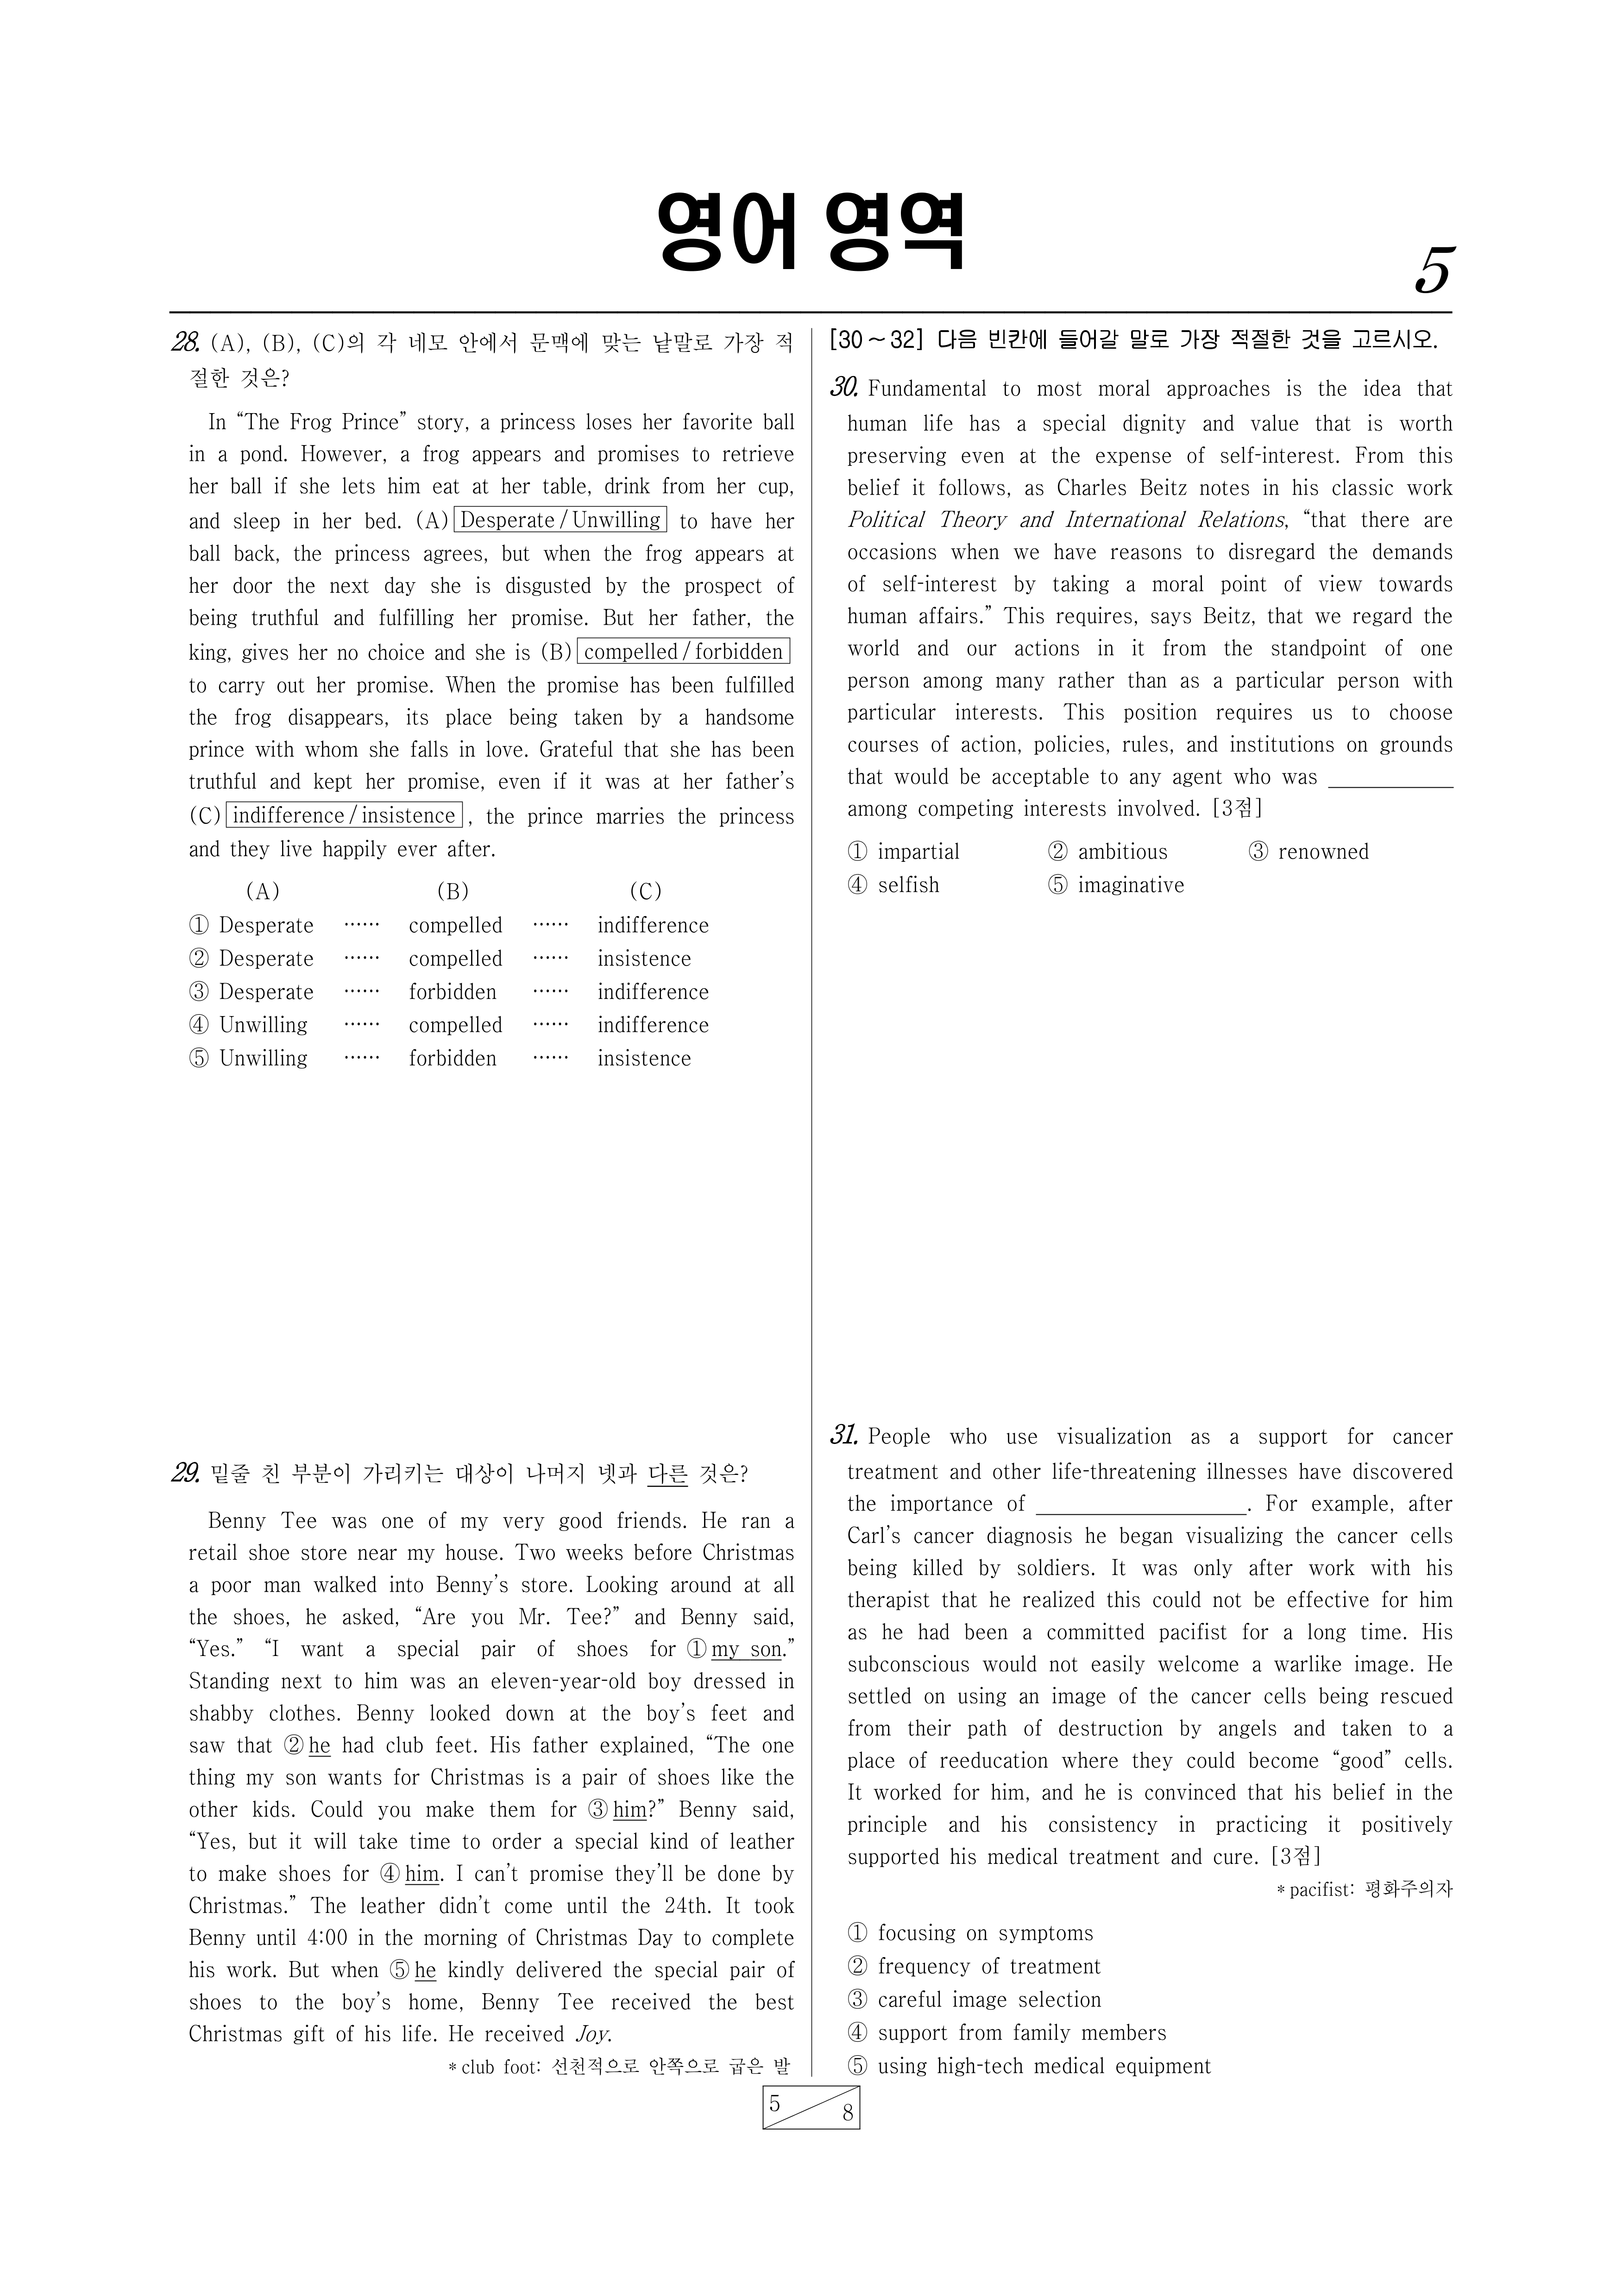 영어 영역
5
28. (A), (B), (C)의 각 네모 안에서 문맥에 맞는 낱말로 가장 적
절한 것은?
In “The Frog Prince” story, a princess loses her favorite ball
in a pond. However, a frog appears and promises to retrieve
her ball if she lets him eat at her table, drink from her cup,
and sleep in her bed. (A) Desperate / Unwilling to have her
ball back, the princess agrees, but when the frog appears at
her door the next day she is disgusted by the prospect of
being truthful and fulfilling her promise. But her father, the
king, gives her no choice and she is (B) compelled / forbidden
to carry out her promise. When the promise has been fulfilled
the frog disappears, its place being taken by a handsome
prince with whom she falls in love. Grateful that she has been
truthful and kept her promise, even if it was at her father’s
(C) indifference / insistence, the prince marries the princess
and they live happily ever after.
(A) (B) (C)
① Desperate ······ compelled ······ indifference
② Desperate ······ compelled ······ insistence
③ Desperate ······ forbidden ······ indifference
④ Unwilling ······ compelled ······ indifference
⑤ Unwilling ······ forbidden ······ insistence
29. 밑줄 친 부분이 가리키는 대상이 나머지 넷과 다른 것은?
Benny Tee was one of my very good friends. He ran a
retail shoe store near my house. Two weeks before Christmas
a poor man walked into Benny’s store. Looking around at all
the shoes, he asked, “Are you Mr. Tee?” and Benny said,
“Yes.” “I want a special pair of shoes for ① my son.”
Standing next to him was an eleven-year-old boy dressed in
shabby clothes. Benny looked down at the boy’s feet and
saw that ② he had club feet. His father explained, “The one
thing my son wants for Christmas is a pair of shoes like the
other kids. Could you make them for ③ him?” Benny said,
“Yes, but it will take time to order a special kind of leather
to make shoes for ④ him. I can’t promise they’ll be done by
Christmas.” The leather didn’t come until the 24th. It took
Benny until 4:00 in the morning of Christmas Day to complete
his work. But when ⑤ he kindly delivered the special pair of
shoes to the boy’s home, Benny Tee received the best
Christmas gift of his life. He received Joy.
* club foot: 선천적으로 안쪽으로 굽은 발
[30 ~ 32] 다음 빈칸에 들어갈 말로 가장 적절한 것을 고르시오.
30. Fundamental to most moral approaches is the idea that
human life has a special dignity and value that is worth
preserving even at the expense of self-interest. From this
belief it follows, as Charles Beitz notes in his classic work
Political Theory and International Relations, “that there are
occasions when we have reasons to disregard the demands
of self-interest by taking a moral point of view towards
human affairs.” This requires, says Beitz, that we regard the
world and our actions in it from the standpoint of one
person among many rather than as a particular person with
particular interests. This position requires us to choose
courses of action, policies, rules, and institutions on grounds
that would be acceptable to any agent who was ____________
among competing interests involved. [3점]
① impartial ② ambitious ③ renowned
④ selfish ⑤ imaginative
31. People who use visualization as a support for cancer
treatment and other life-threatening illnesses have discovered
the importance of ____________________. For example, after
Carl’s cancer diagnosis he began visualizing the cancer cells
being killed by soldiers. It was only after work with his
therapist that he realized this could not be effective for him
as he had been a committed pacifist for a long time. His
subconscious would not easily welcome a warlike image. He
settled on using an image of the cancer cells being rescued
from their path of destruction by angels and taken to a
place of reeducation where they could become “good” cells.
It worked for him, and he is convinced that his belief in the
principle and his consistency in practicing it positively
supported his medical treatment and cure. [3점]
* pacifist: 평화주의자
① focusing on symptoms
② frequency of treatment
③ careful image selection
④ support from family members
⑤ using high-tech medical equipment
5 8